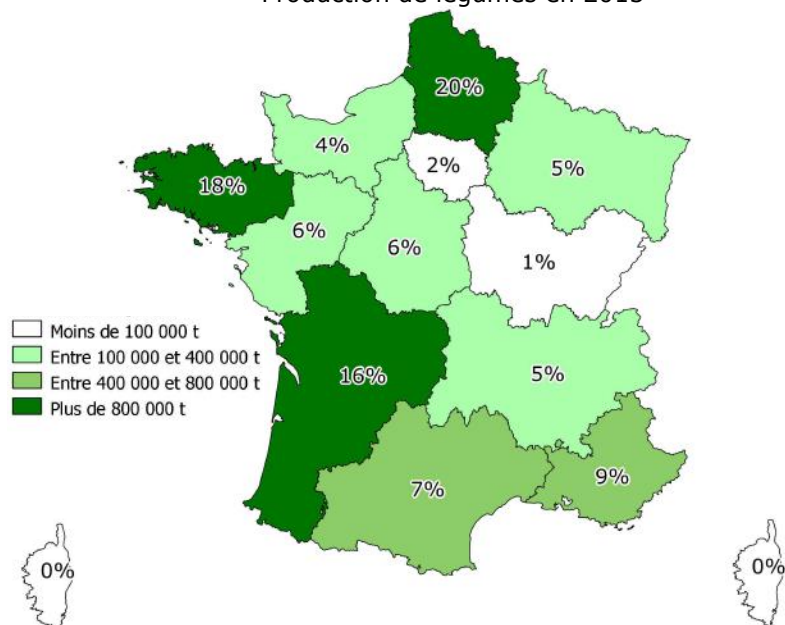 Production de légumes en 2015
20%
4%
2%
5%
18%
6%
6%
1%
Moins de 100 000 t
Entre 100 000 et 400 000 t
Entre 400 000 et 800 000 t
Plus de 800 000 t
16%
5%
7%
9%
0%
0%